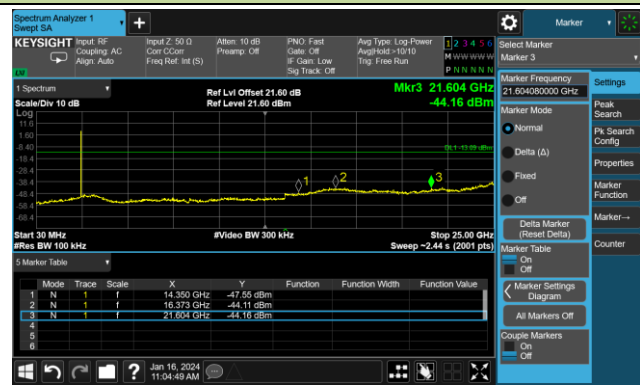 Spectrum Analyzer 1
Swept SA
Marker
KEYSIGHT
Input: RF
Coupling: AC
Align: Auto
Input Z: 50 Ω
Corr CCorr
Freq Ref: Int (S)
Atten: 10 dB
Preamp: Off
PNO: Fast
Gate: Off
IF Gain: Low
Sig Track: Off
Avg Type: Log-Power
Avg|Hold:>10/10
Trig: Free Run
1 2 3 4 5 6
M W W W W W
P N N N N N
Select Marker
Marker 3
1 Spectrum
Scale/Div 10 dB
Ref Lvl Offset 21.60 dB
Ref Level 21.60 dBm
Mkr3 21.604 GHz
-44.16 dBm
Log
11.6
1.60
-8.40
-18.4
-28.4
-38.4
-48.4
-58.4
-68.4
DL1 -13.09 dBm
1
2
3
Start 30 MHz
#Res BW 100 kHz
#Video BW 300 kHz
Stop 25.00 GHz
Sweep ~2.44 s (2001 pts)
5 Marker Table
Mode Trace Scale X Y Function Function Width Function Value
1 N 1 f 14.350 GHz -47.55 dBm
2 N 1 f 16.373 GHz -44.11 dBm
3 N 1 f 21.604 GHz -44.16 dBm
4
5
6
Marker Frequency
21.604080000 GHz
Marker Mode
Normal
Delta (Δ)
Fixed
Off
Delta Marker
(Reset Delta)
Marker Table
On
Off
Marker Settings
Diagram
All Markers Off
Couple Markers
On
Off
Settings
Peak
Search
Pk Search
Config
Properties
Marker
Function
Marker→
Counter
Jan 16, 2024
11:04:49 AM